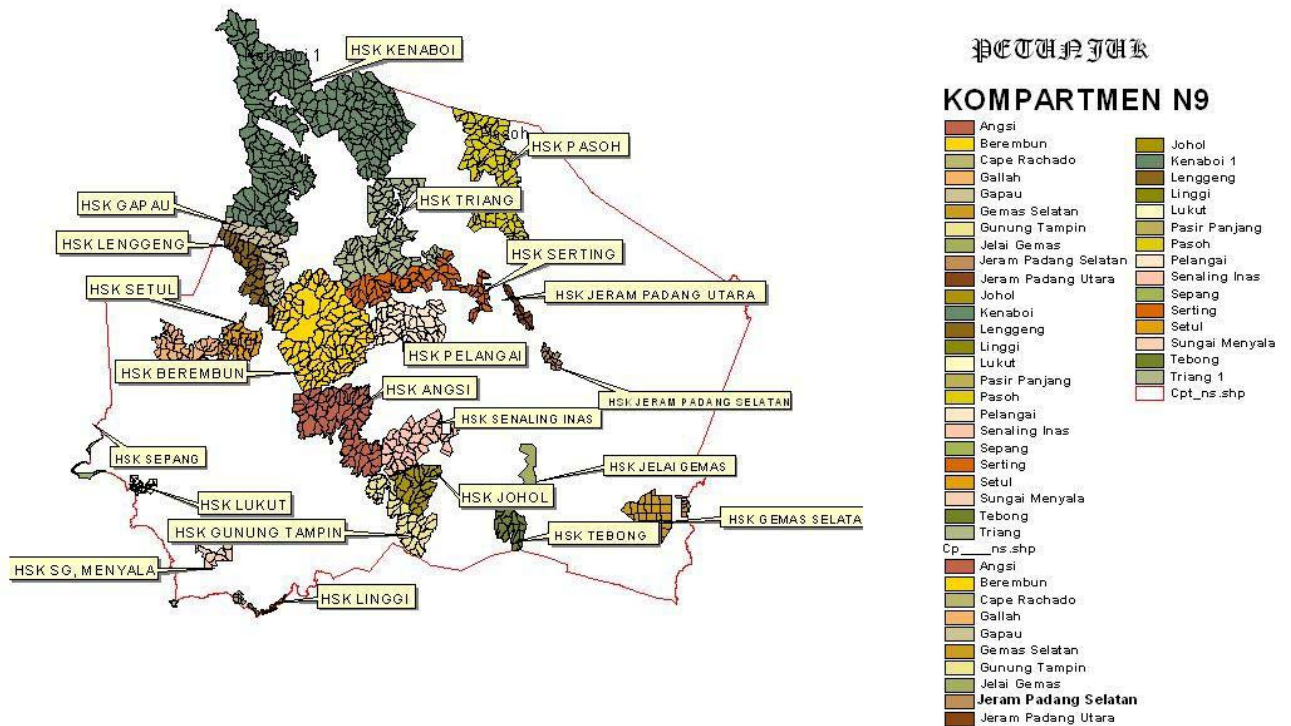 Kenaboi 1
HSK KENABOI
Pasoh
HSK PASOH
HSK TRIANG
HSK GAPAU
HSK LENGGENG
HSK SERTING
HSK SETUL
HSK JERAM PADANG UTARA
HSK PELANGAI
HSK BEREMBUN
HSK ANGSI
HSK JERAM PADANG SELATAN
HSK SENALING INAS
HSK SEPANG
HSK JELAI GEMAS
HSK LUKUT
HSK JOHOL
HSK GUNUNG TAMPIN
HSK TEBONG
HSK GEMAS SELATA
HSK SG, MENYALA
HSK LINGGI
PETUNJUK
KOMPARTMEN N9
Angsi
Berembun
Cape Rachado
Gallah
Gapau
Gemas Selatan
Gunung Tampin
Jelai Gemas
Jeram Padang Selatan
Jeram Padang Utara
Johol
Kenaboi
Lenggeng
Linggi
Lukut
Pasir Panjang
Pasoh
Pelangai
Senaling Inas
Sepang
Serting
Setul
Sungai Menyala
Tebong
Triang
Cp____ns.shp
Angsi
Berembun
Cape Rachado
Gallah
Gapau
Gemas Selatan
Gunung Tampin
Jelai Gemas
Jeram Padang Selatan
Jeram Padang Utara
Johol
Kenaboi 1
Lenggeng
Linggi
Lukut
Pasir Panjang
Pasoh
Pelangai
Senaling Inas
Sepang
Serting
Setul
Sungai Menyala
Tebong
Triang 1
Cpt_ns.shp